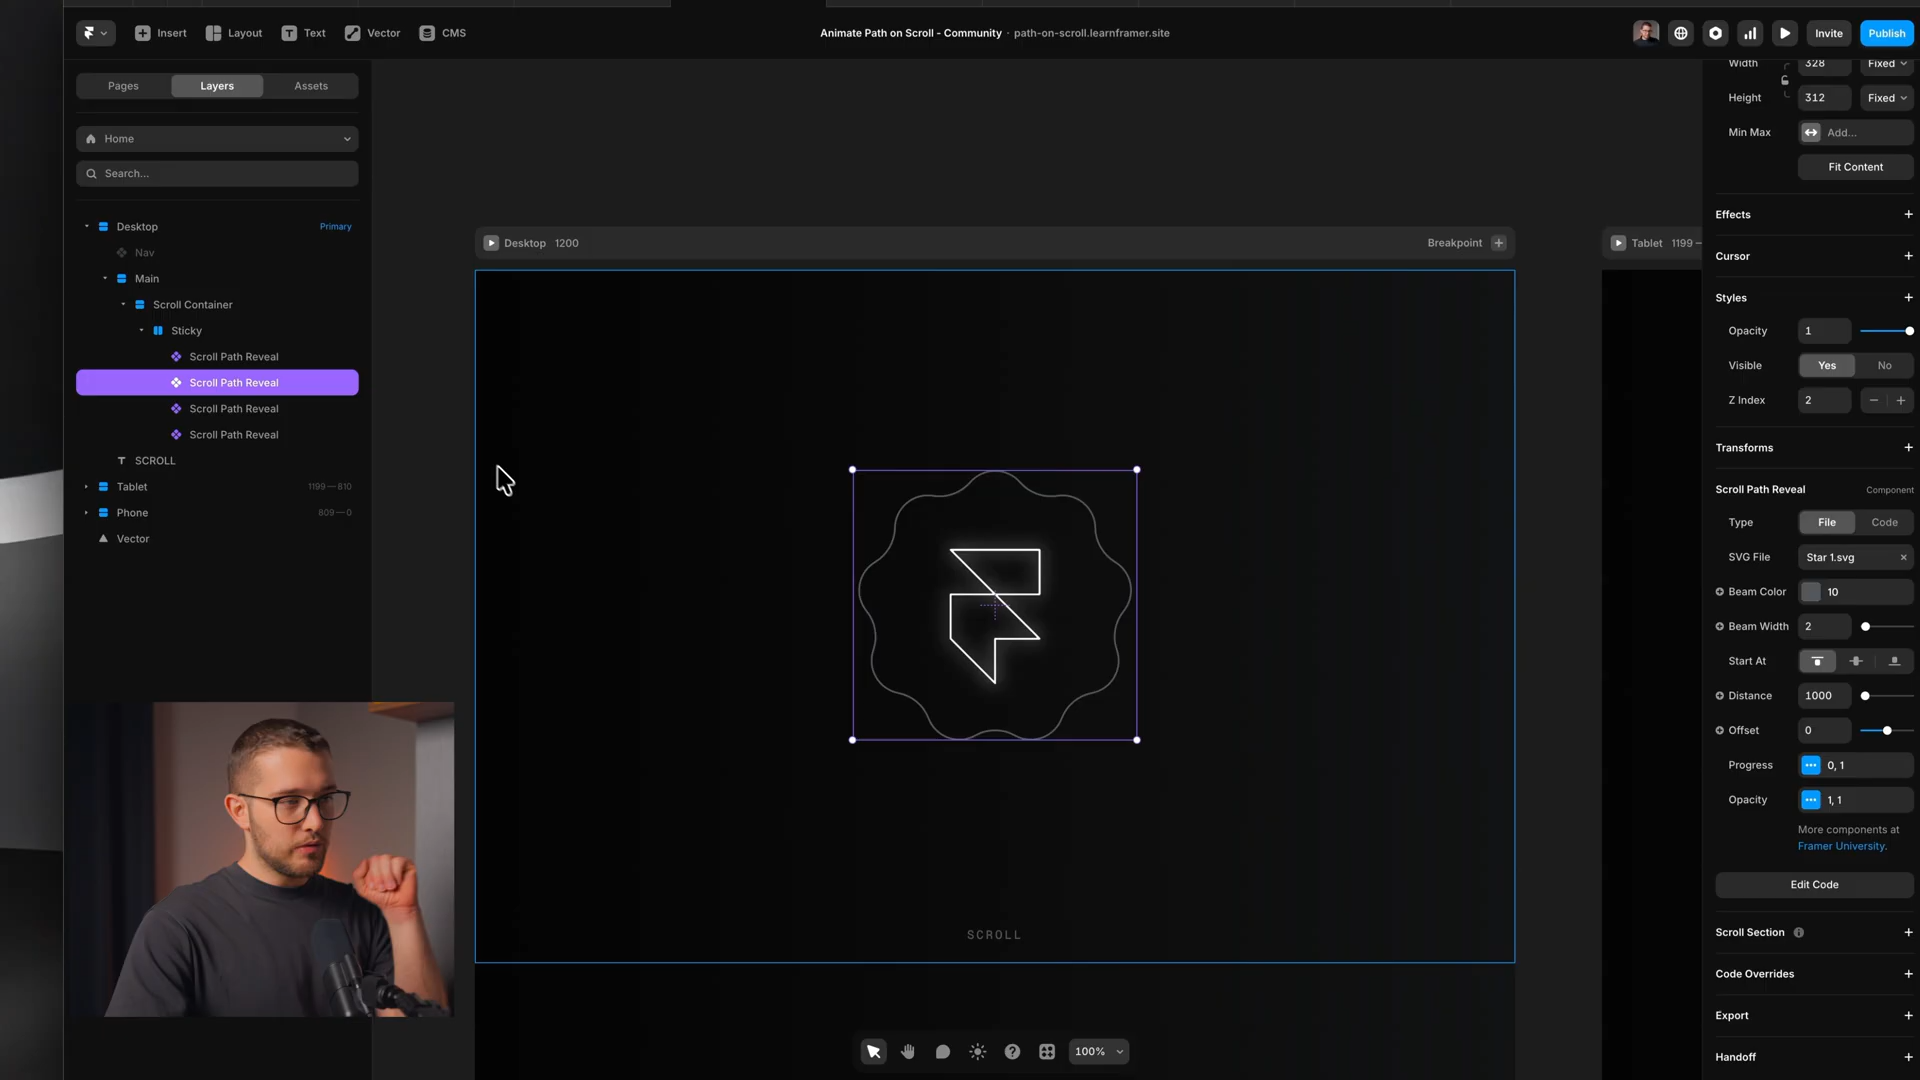 Insert
Layout
Text
Vector
CMS
Animate Path on Scroll - Community · path-on-scroll.learnframer.site
Invite
Publish
Pages
Layers
Assets
Home
Search...
Desktop
Primary
Nav
Main
Scroll Container
Sticky
Scroll Path Reveal
Scroll Path Reveal
Scroll Path Reveal
Scroll Path Reveal
SCROLL
Tablet
1199—810
Phone
809—0
Vector
Desktop 1200
Breakpoint
Tablet 1199 –
SCROLL
100%
Width 328 Fixed
Height 312 Fixed
Min Max Add...
Fit Content
Effects
Cursor
Styles
Opacity 1
Visible Yes No
Z Index 2
Transforms
Scroll Path Reveal Component
Type File Code
SVG File Star 1.svg
Beam Color 10
Beam Width 2
Start At
Distance 1000
Offset 0
Progress 0, 1
Opacity 1, 1
More components at
Framer University.
Edit Code
Scroll Section
Code Overrides
Export
Handoff